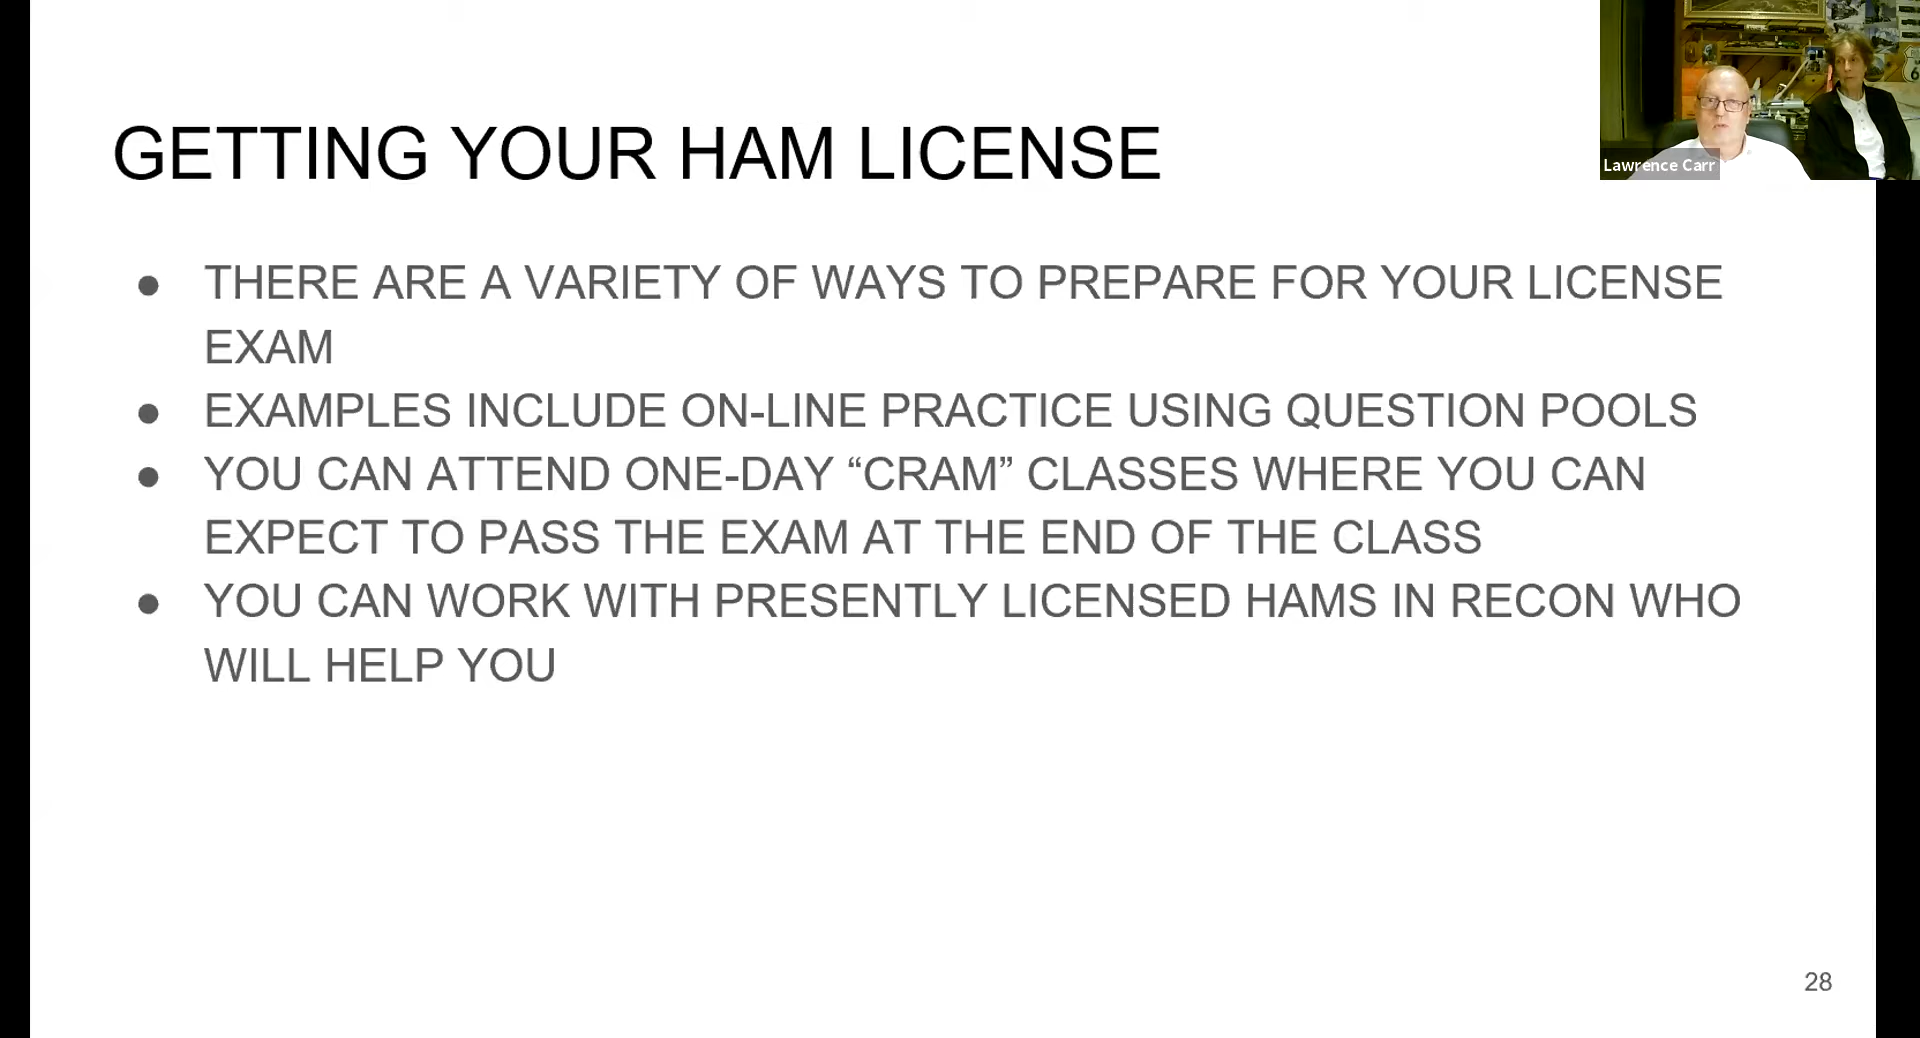 GETTING YOUR HAM LICENSE
● THERE ARE A VARIETY OF WAYS TO PREPARE FOR YOUR LICENSE
EXAM
● EXAMPLES INCLUDE ON-LINE PRACTICE USING QUESTION POOLS
● YOU CAN ATTEND ONE-DAY “CRAM” CLASSES WHERE YOU CAN
EXPECT TO PASS THE EXAM AT THE END OF THE CLASS
● YOU CAN WORK WITH PRESENTLY LICENSED HAMS IN RECON WHO
WILL HELP YOU
Lawrence Carr
28